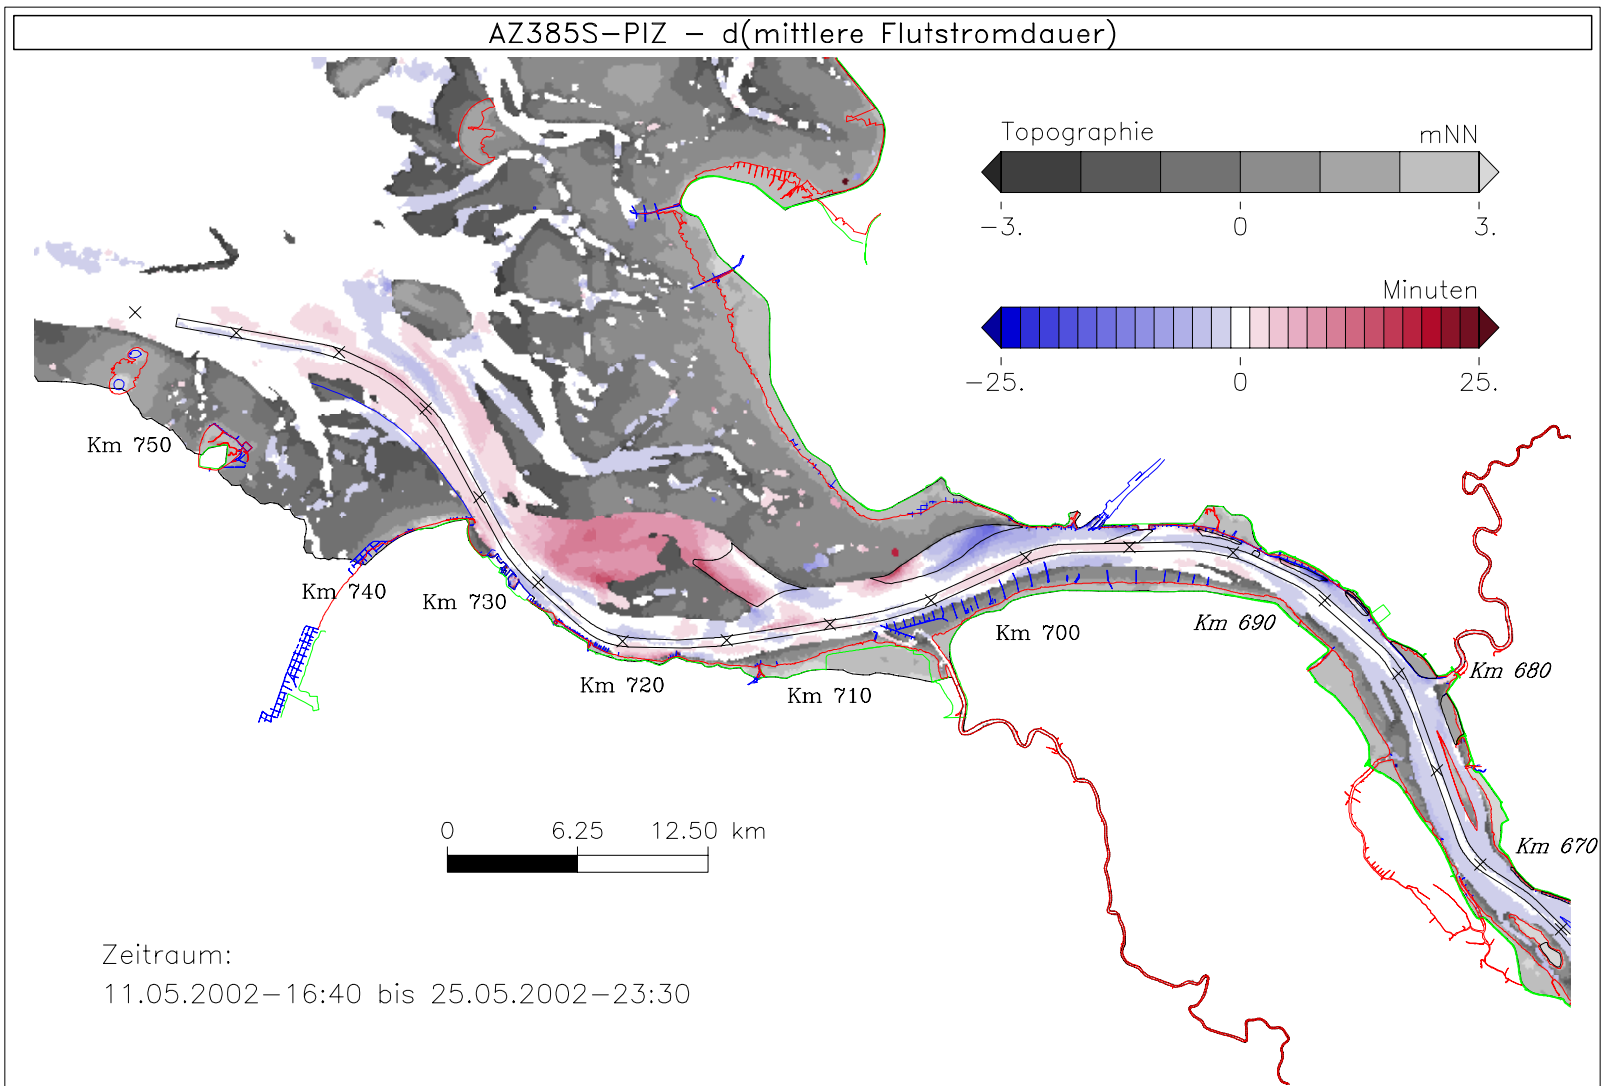 AZ385S-PIZ - d(mittlere Flutstromdauer)
Topographie mNN
-3. 0 3.
Minuten
-25. 0 25.
Km 750
Km 740
Km 730
Km 720
Km 710
Km 700
Km 690
Km 680
Km 670
0 6.25 12.50 km
Zeitraum:
11.05.2002-16:40 bis 25.05.2002-23:30